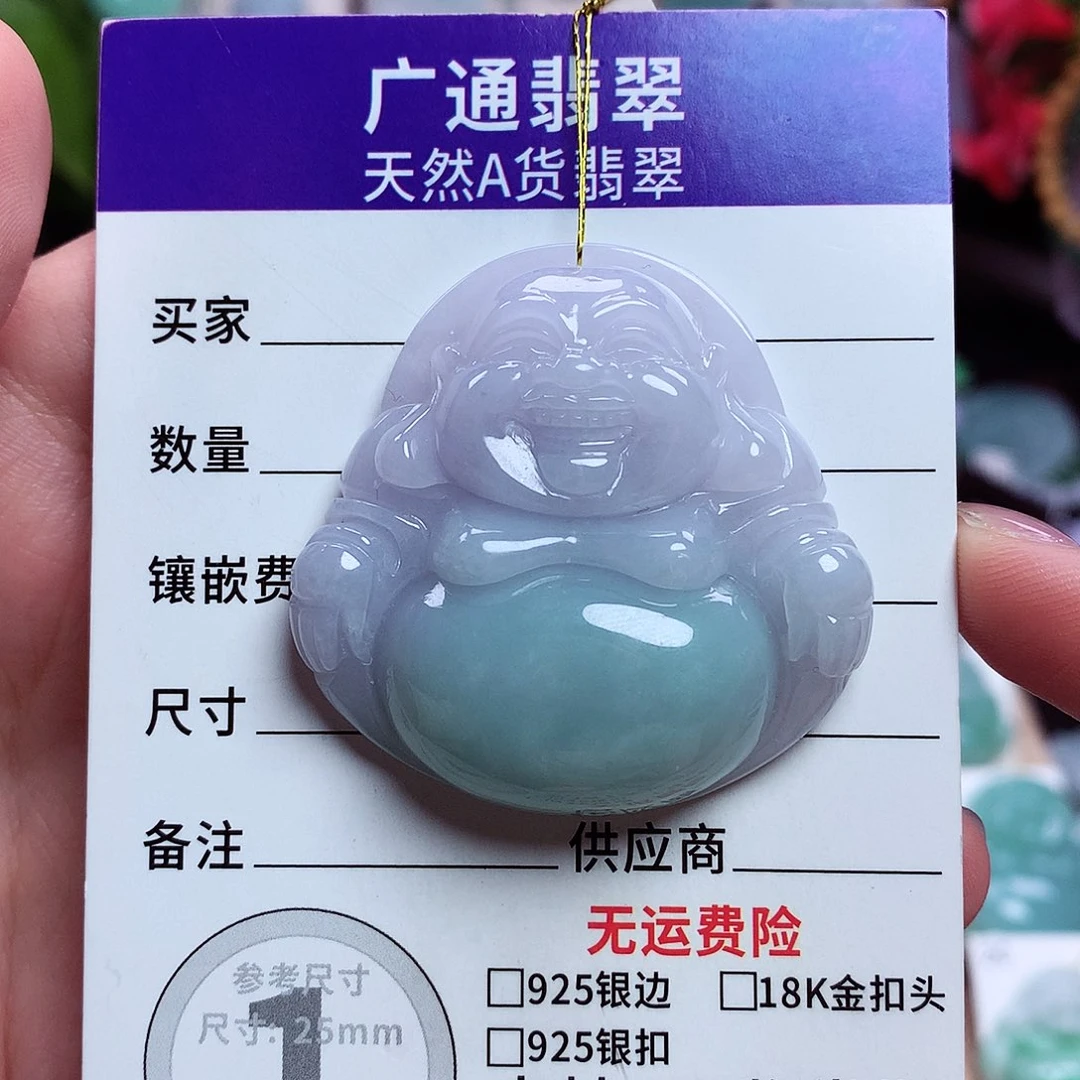 广通翡翠
天然A货翡翠
买家
数量
镶嵌费
尺寸
备注 供应商
无运费险
参考尺寸
尺寸: 25mm
1
□925银边 □18K金扣头
□925银扣